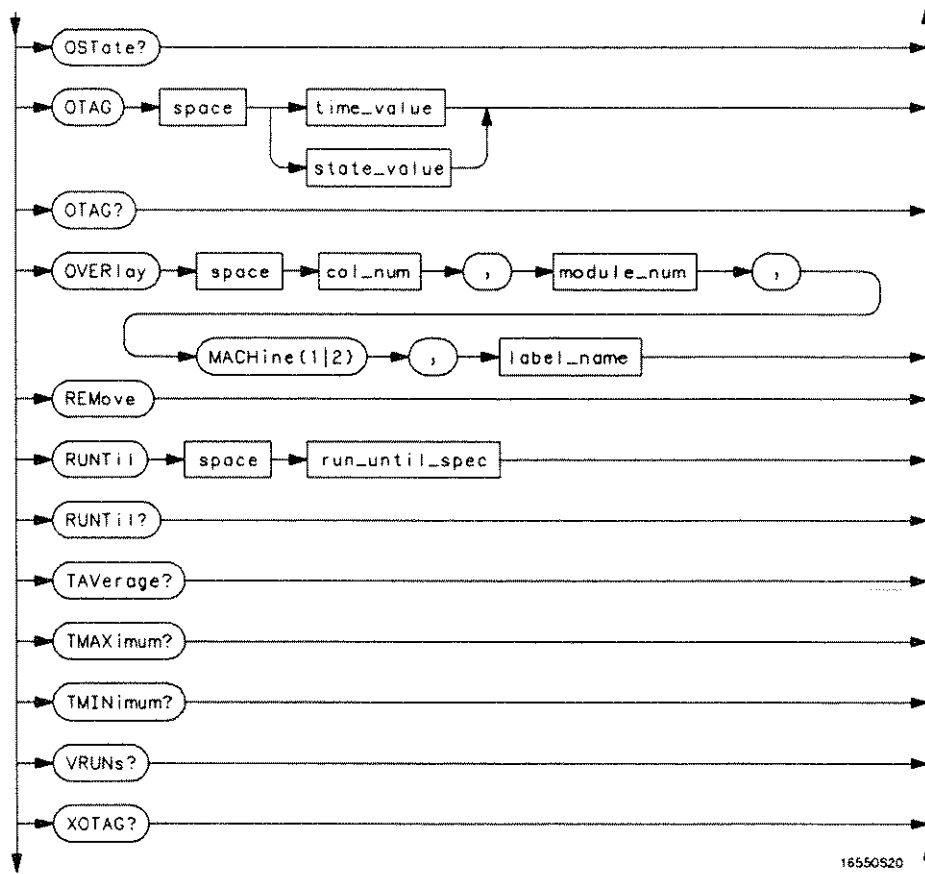 OSTate?
OTAG space time_value
state_value
OTAG?
OVERlay space col_num , module_num ,
MACHine(1|2) , label_name
REMove
RUNTil space run_until_spec
RUNTil?
TAVerage?
TMAXimum?
TMINimum?
VRUNs?
XOTAG?
16550S20